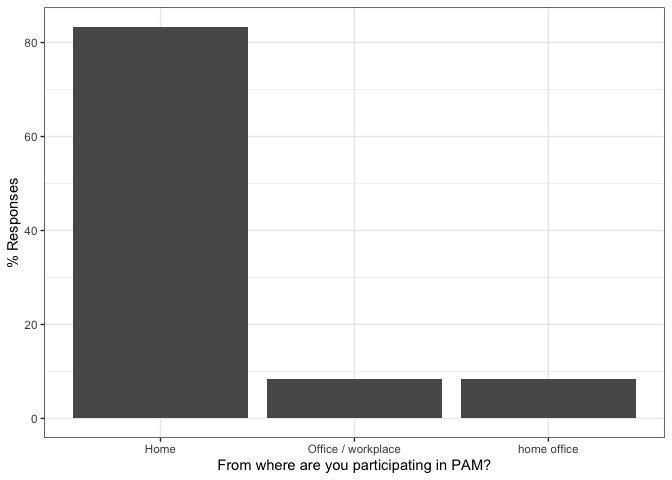 % Responses
80
60
40
20
0
Home
Office / workplace
home office
From where are you participating in PAM?